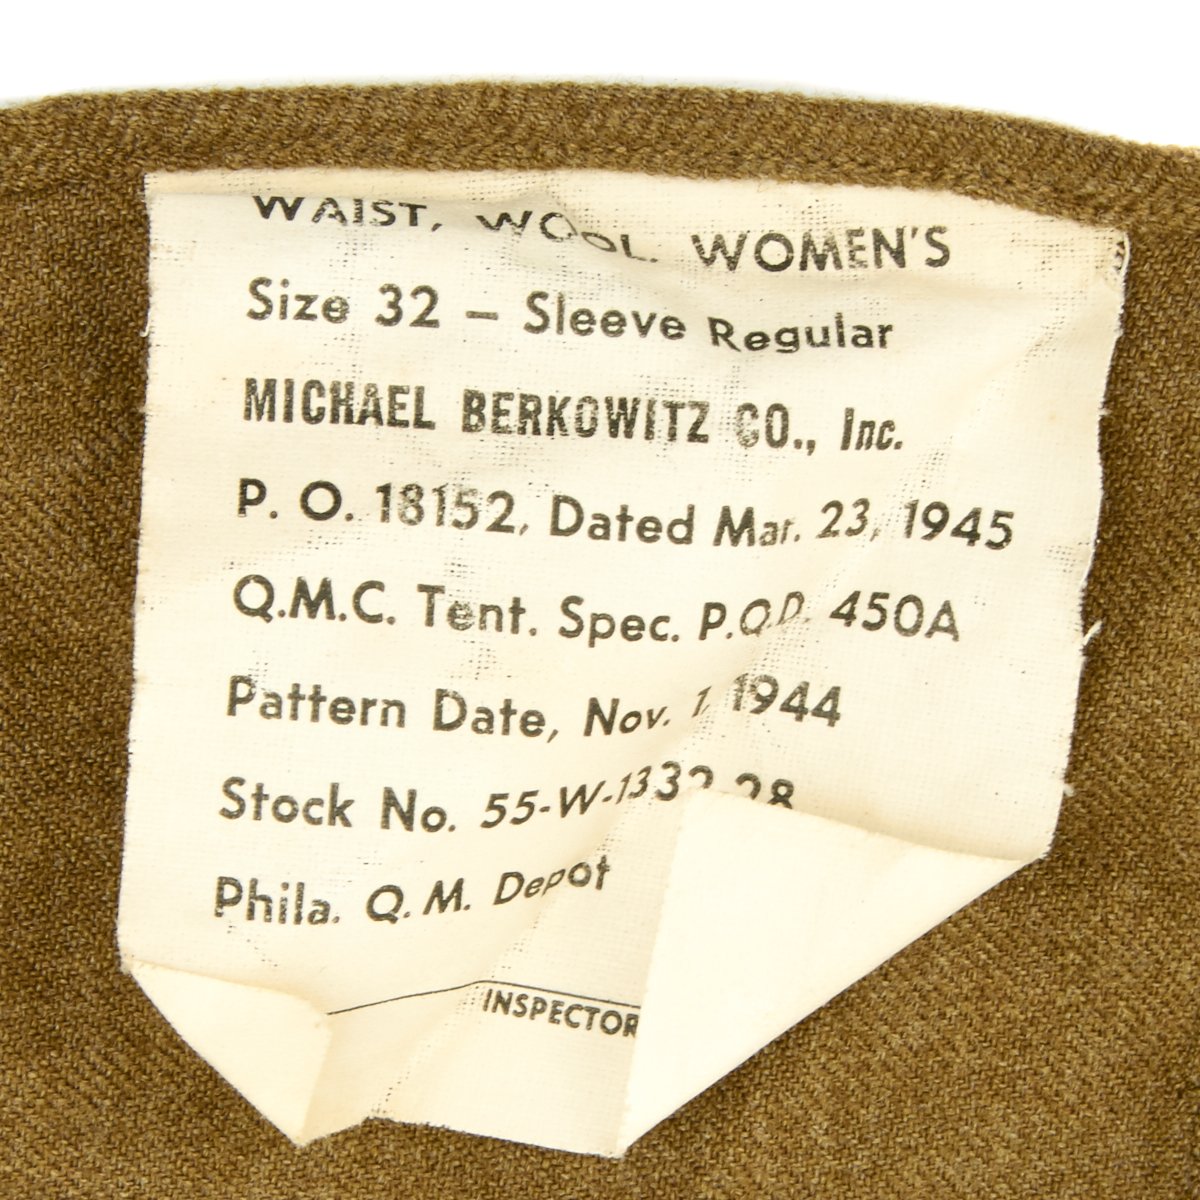 WAIST, WOOL. WOMEN'S
Size 32 – Sleeve Regular
MICHAEL BERKOWITZ CO., Inc.
P. O. 18152, Dated Mar. 23, 1945
Q.M.C. Tent. Spec. P.Q.D. 450A
Pattern Date, Nov. 1, 1944
Stock No. 55-W-1332-28
Phila. Q. M. Depot
INSPECTOR